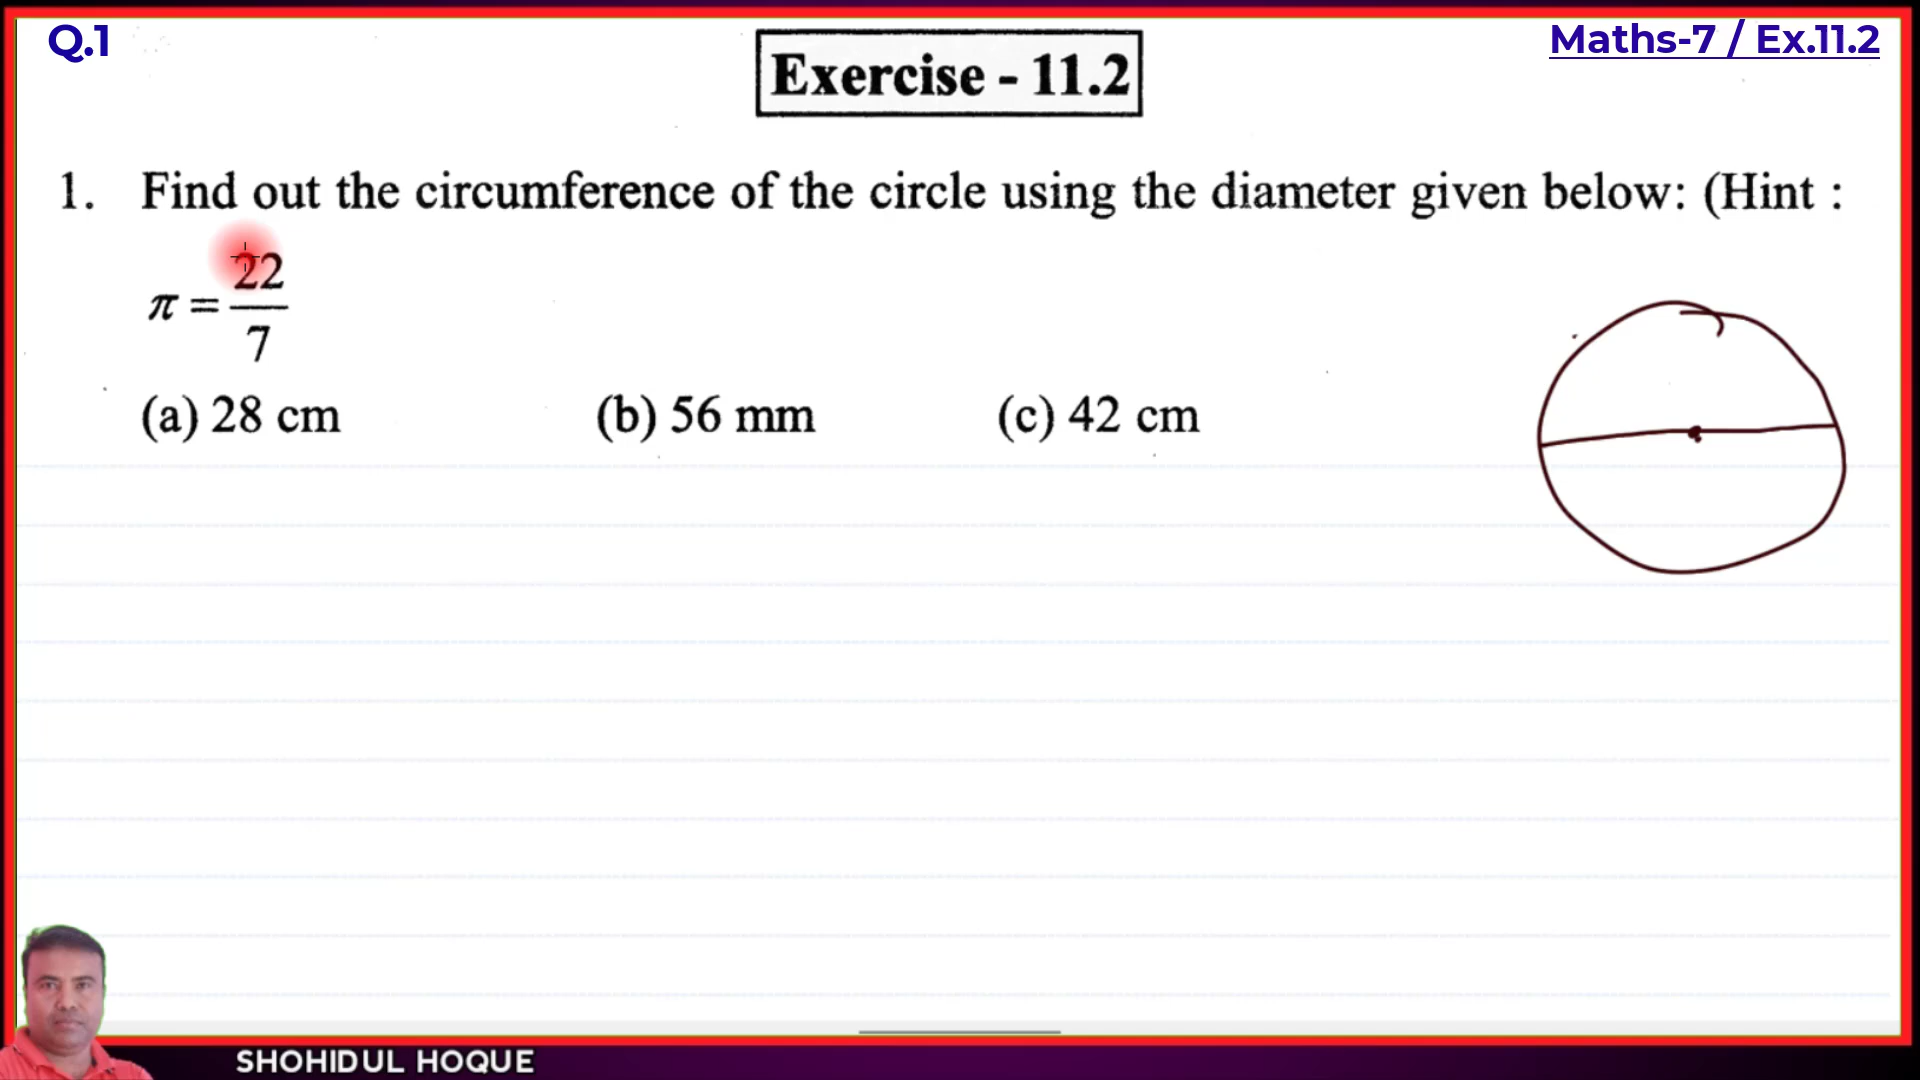 Q.1
Maths-7 / Ex.11.2
Exercise - 11.2
1. Find out the circumference of the circle using the diameter given below: (Hint :
π = 22/7
(a) 28 cm (b) 56 mm (c) 42 cm
SHOHIDUL HOQUE